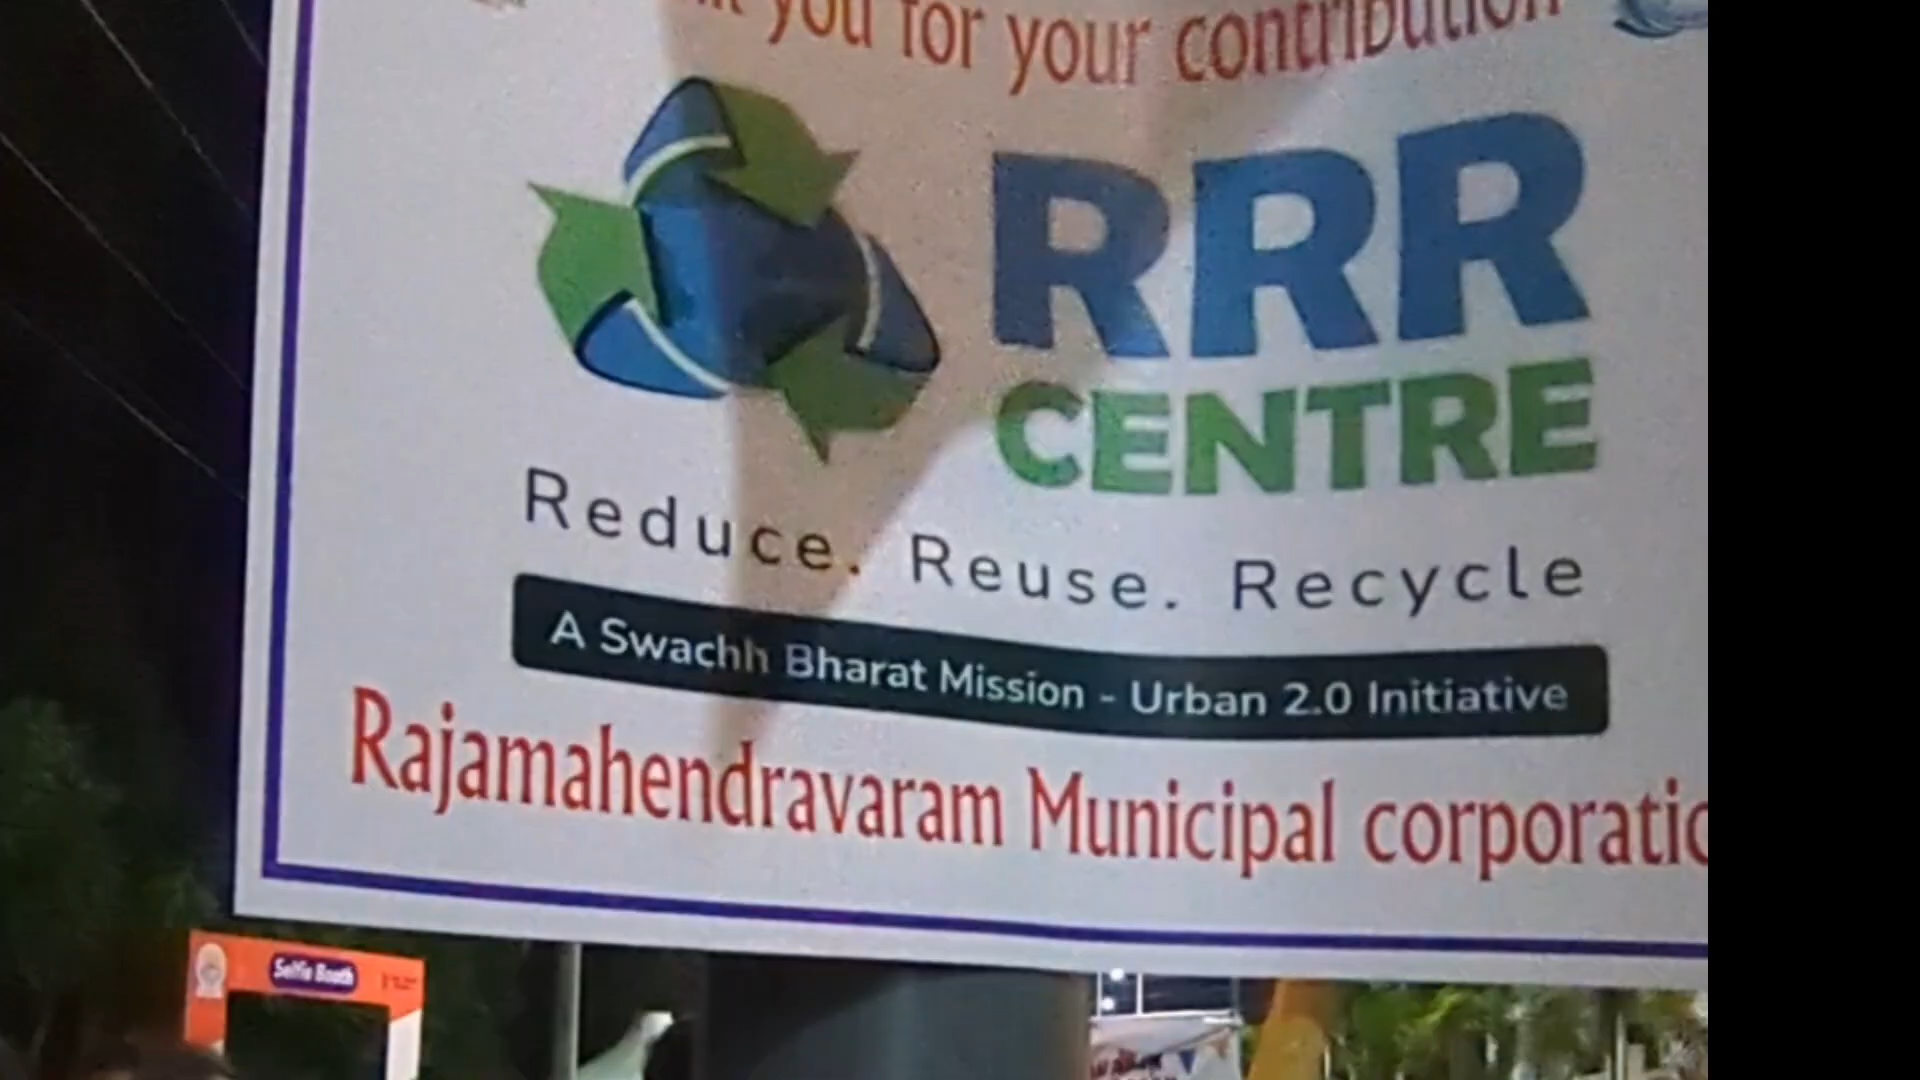 you for your contribution
RRR
CENTRE
Reduce. Reuse. Recycle
A Swachh Bharat Mission - Urban 2.0 Initiative
Rajamahendravaram Municipal corporatio
Selfie Booth